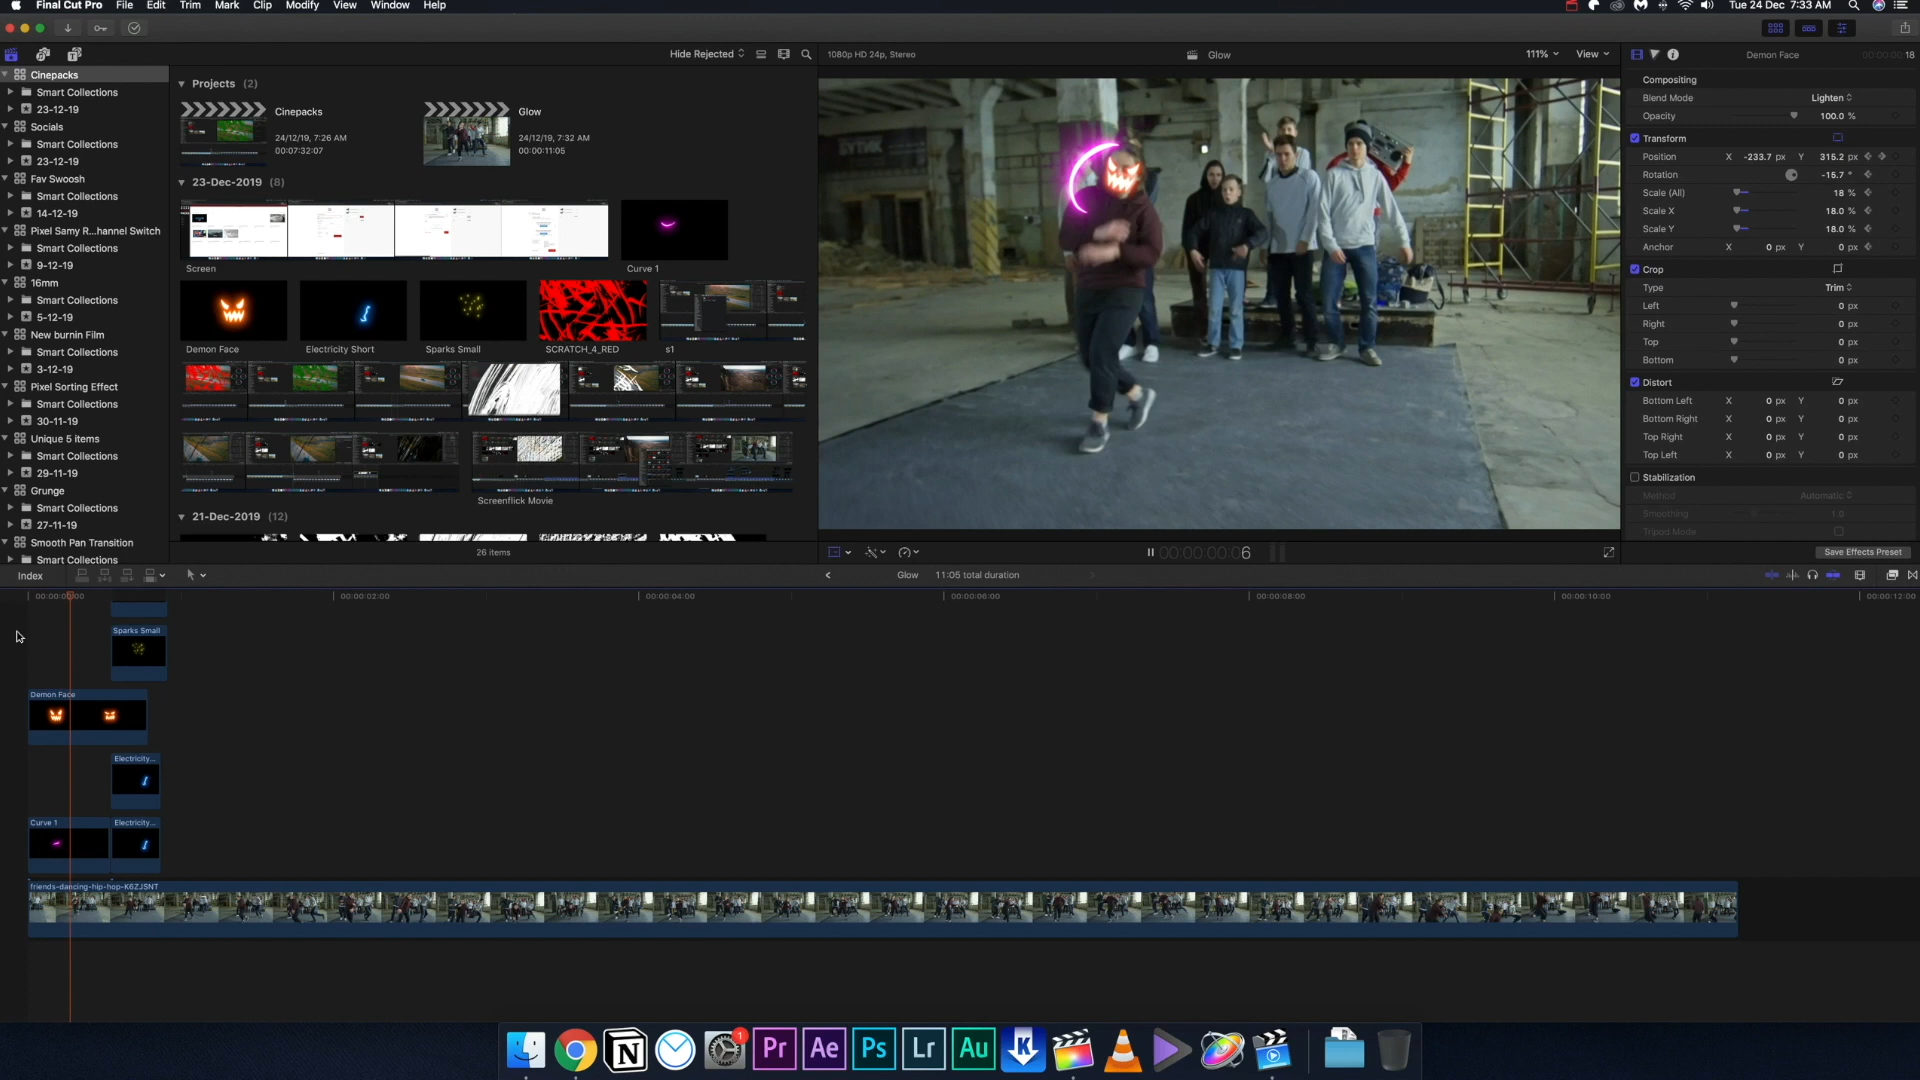 Final Cut Pro File Edit Trim Mark Clip Modify View Window Help
Tue 24 Dec 7:33 AM
Cinepacks
Smart Collections
23-12-19
Socials
Smart Collections
23-12-19
Fav Swoosh
Smart Collections
14-12-19
Pixel Samy R...hannel Switch
Smart Collections
9-12-19
16mm
Smart Collections
5-12-19
New burnin Film
Smart Collections
3-12-19
Pixel Sorting Effect
Smart Collections
30-11-19
Unique 5 items
Smart Collections
29-11-19
Grunge
Smart Collections
27-11-19
Smooth Pan Transition
Smart Collections
Hide Rejected
Projects (2)
Cinepacks
24/12/19, 7:26 AM
00:07:32:07
Glow
24/12/19, 7:32 AM
00:00:11:05
23-Dec-2019 (8)
Screen
Curve 1
Demon Face
Electricity Short
Sparks Small
SCRATCH_4_RED
s1
Screenflick Movie
21-Dec-2019 (12)
26 items
1080p HD 24p, Stereo
Glow
111%
View
БУТИК
00:00:00:06
Demon Face
18
Compositing
Blend Mode Lighten
Opacity 100.0 %
Transform
Position X -233.7 px Y 315.2 px
Rotation -15.7 °
Scale (All) 18 %
Scale X 18.0 %
Scale Y 18.0 %
Anchor X 0 px Y 0 px
Crop
Type Trim
Left 0 px
Right 0 px
Top 0 px
Bottom 0 px
Distort
Bottom Left X 0 px Y 0 px
Bottom Right X 0 px Y 0 px
Top Right X 0 px Y 0 px
Top Left X 0 px Y 0 px
Stabilization
Method Automatic
Smoothing 1.0
Tripod Mode
Save Effects Preset
Index
Glow 11:05 total duration
00:00:02:00
00:00:04:00
00:00:06:00
00:00:08:00
00:00:10:00
00:00:12:00
Sparks Small
Demon Face
Electricity...
Curve 1
Electricity...
friends-dancing-hip-hop-K6ZJSNT
N
1
Pr
Ae
Ps
Lr
Au
K